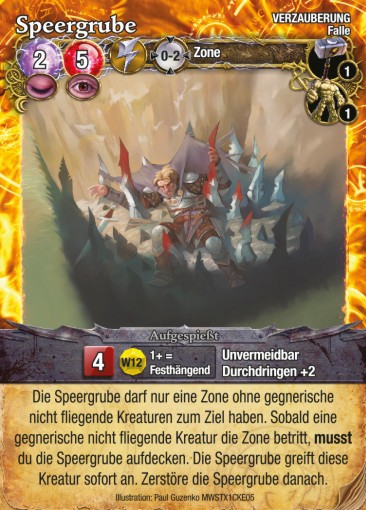 Speergrube
VERZAUBERUNG
Falle
2
5
0-2
Zone
1
1
Aufgespießt
4
W12
1+ =
Festhängend
Unvermeidbar
Durchdringen +2
Die Speergrube darf nur eine Zone ohne gegnerische
nicht fliegende Kreaturen zum Ziel haben. Sobald eine
gegnerische nicht fliegende Kreatur die Zone betritt, musst
du die Speergrube aufdecken. Die Speergrube greift diese
Kreatur sofort an. Zerstöre die Speergrube danach.
Illustration: Paul Guzenko MWSTX1CKE05